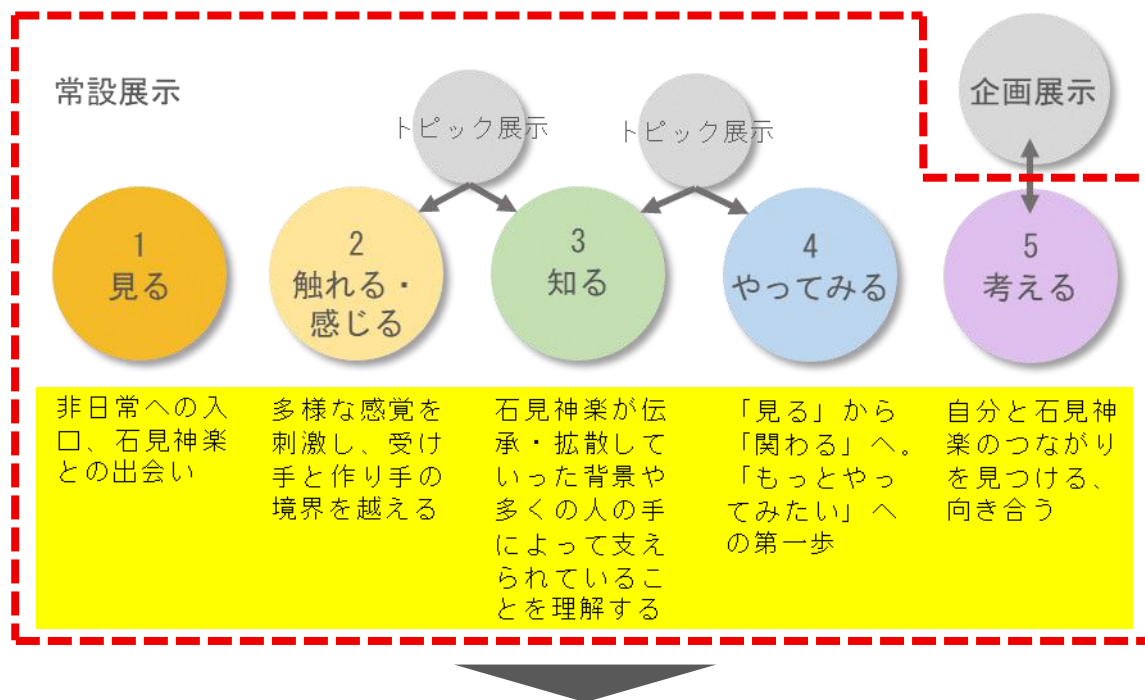 常設展示
トピック展示
トピック展示
企画展示
1
見る
2
触れる・
感じる
3
知る
4
やってみる
5
考える
非日常への入
口、石見神楽
との出会い
多様な感覚を
刺激し、受け
手と作り手の
境界を越える
石見神楽が伝
承・拡散して
いった背景や
多くの人の手
によって支え
られているこ
とを理解する
「見る」から
「関わる」へ。
「もっとやっ
てみたい」へ
の第一歩
自分と石見神
楽のつながり
を見つける、
向き合う